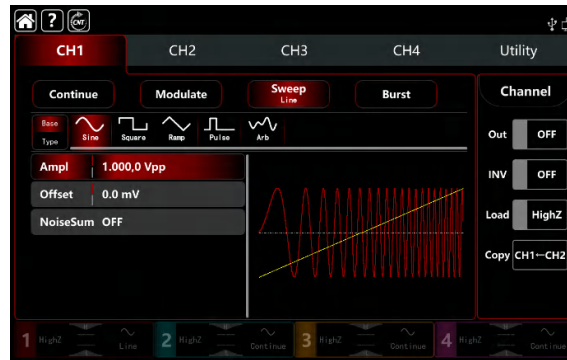 ? CNT
CH1 CH2 CH3 CH4 Utility
Continue Modulate Sweep Burst Channel
Line
Base
Type Sine Square Ramp Pulse Arb
Out OFF
Ampl 1.000,0 Vpp
INV OFF
Offset 0.0 mV
NoiseSum OFF
Load HighZ
Copy CH1←CH2
1 HighZ Line 2 HighZ Continue 3 HighZ Continue 4 HighZ Continue